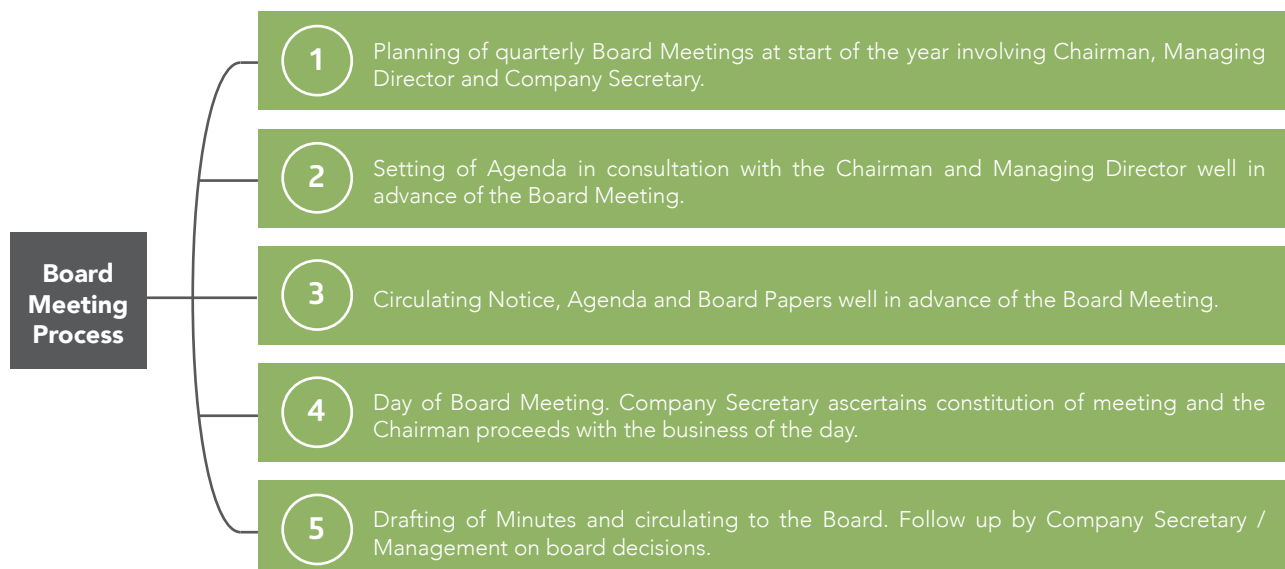 1
Planning of quarterly Board Meetings at start of the year involving Chairman, Managing
Director and Company Secretary.
2
Setting of Agenda in consultation with the Chairman and Managing Director well in
advance of the Board Meeting.
Board
Meeting
Process
3
Circulating Notice, Agenda and Board Papers well in advance of the Board Meeting.
4
Day of Board Meeting. Company Secretary ascertains constitution of meeting and the
Chairman proceeds with the business of the day.
5
Drafting of Minutes and circulating to the Board. Follow up by Company Secretary /
Management on board decisions.